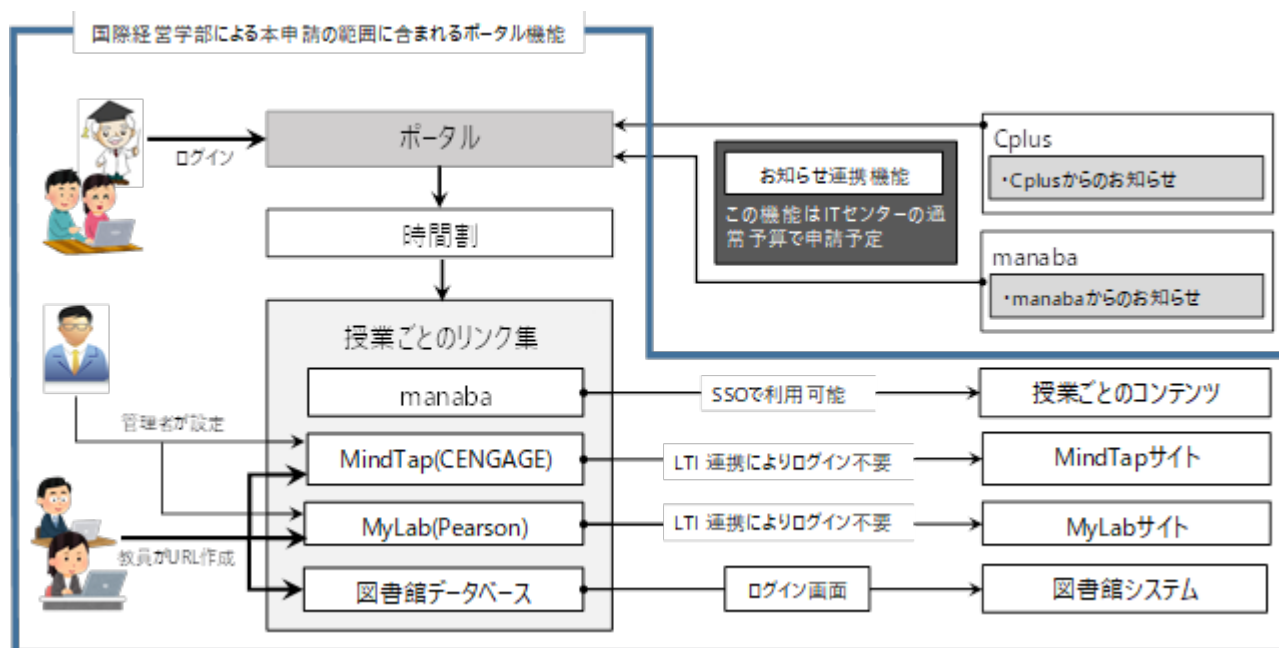 国際経営学部による本申請の範囲に含まれるポータル機能
ログイン
ポータル
時間割
お知らせ連携機能
この機能はITセンターの通
常予算で申請予定
Cplus
・Cplusからのお知らせ
manaba
・manabaからのお知らせ
授業ごとのリンク集
manaba
SSOで利用可能
授業ごとのコンテンツ
管理者が設定
MindTap(CENGAGE)
LTI 連携によりログイン不要
MindTapサイト
MyLab(Pearson)
LTI 連携によりログイン不要
MyLabサイト
教員がURL作成
図書館データベース
ログイン画面
図書館システム